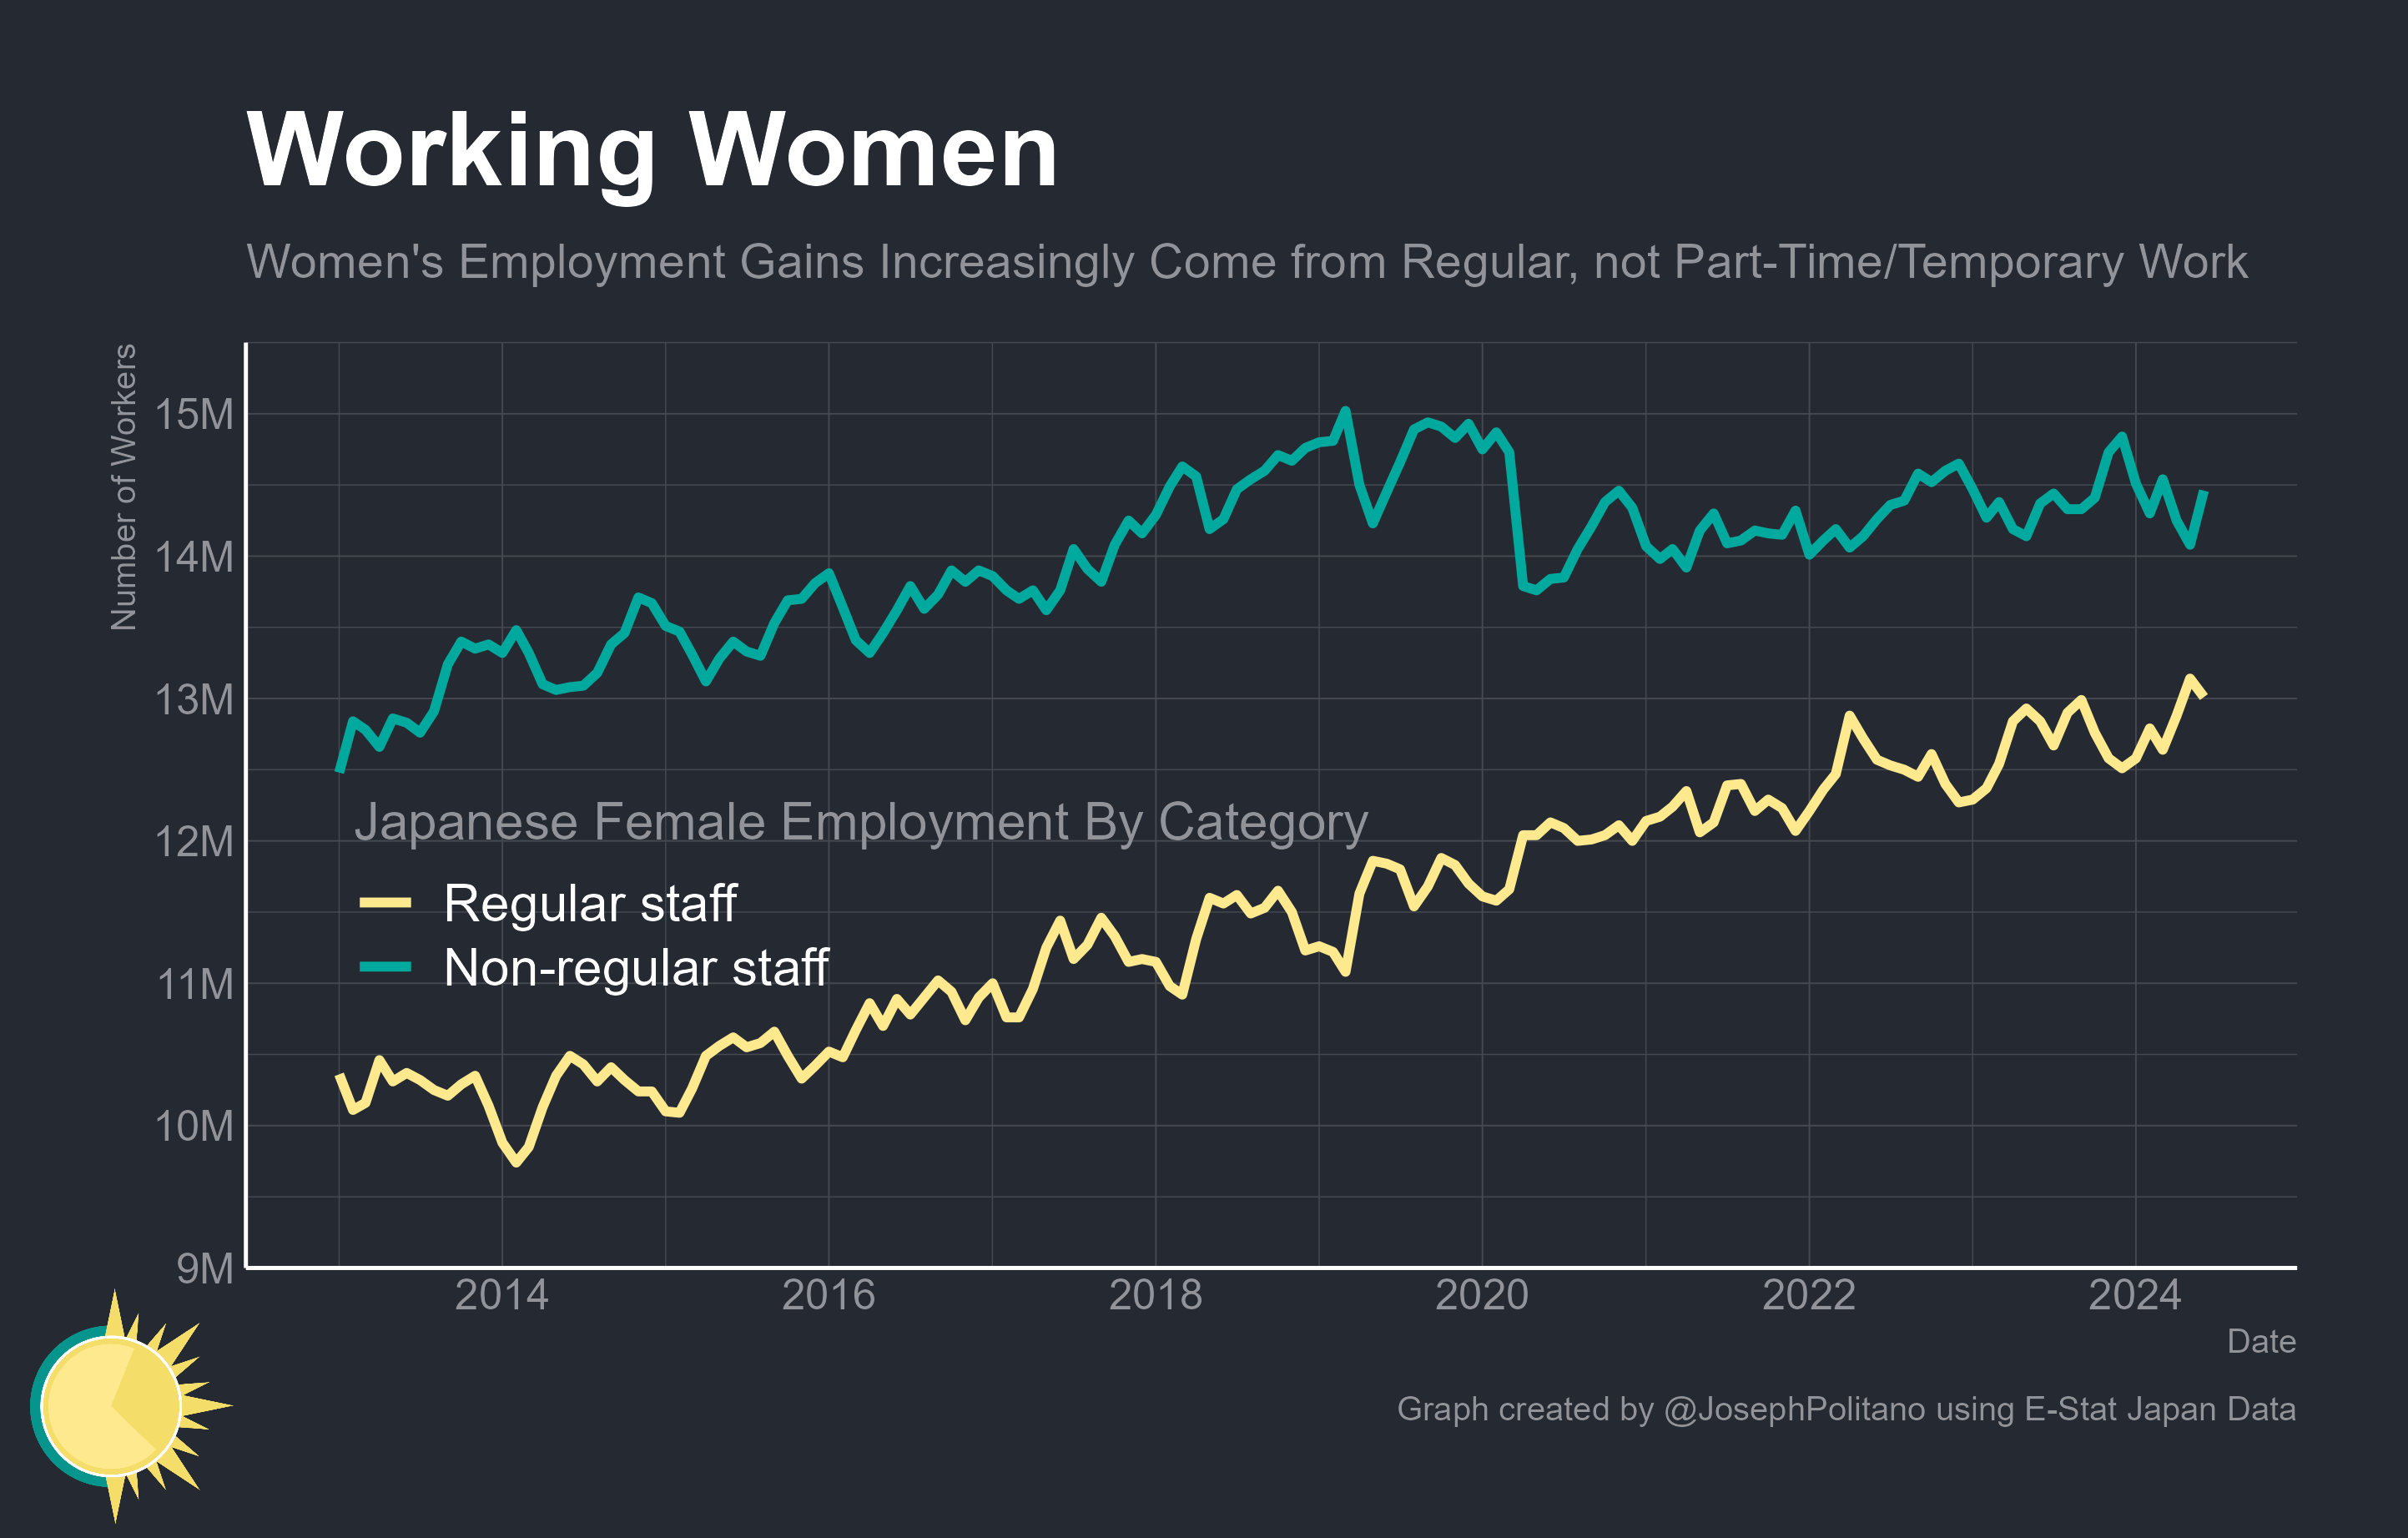 Working Women
Women's Employment Gains Increasingly Come from Regular, not Part-Time/Temporary Work
Number of Workers
15M
14M
13M
12M
11M
10M
9M
Japanese Female Employment By Category
Regular staff
Non-regular staff
2014 2016 2018 2020 2022 2024
Date
Graph created by @JosephPolitano using E-Stat Japan Data